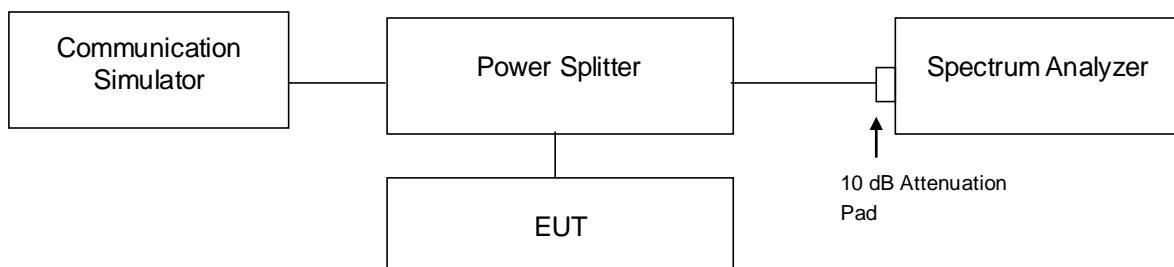 Communication
Simulator
Power Splitter
Spectrum Analyzer
10 dB Attenuation
Pad
EUT